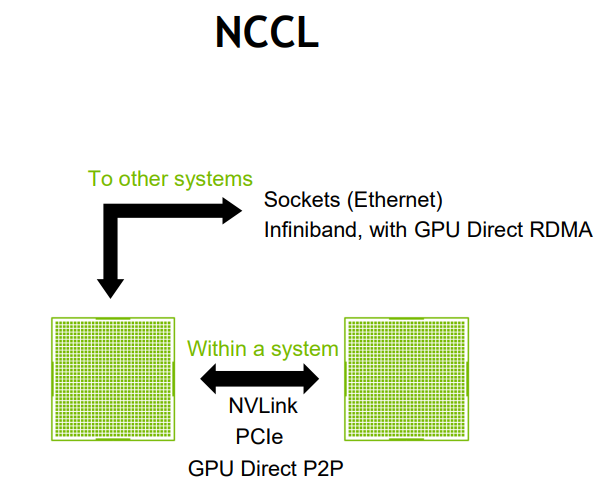 NCCL
To other systems
Sockets (Ethernet)
Infiniband, with GPU Direct RDMA
Within a system
NVLink
PCIe
GPU Direct P2P